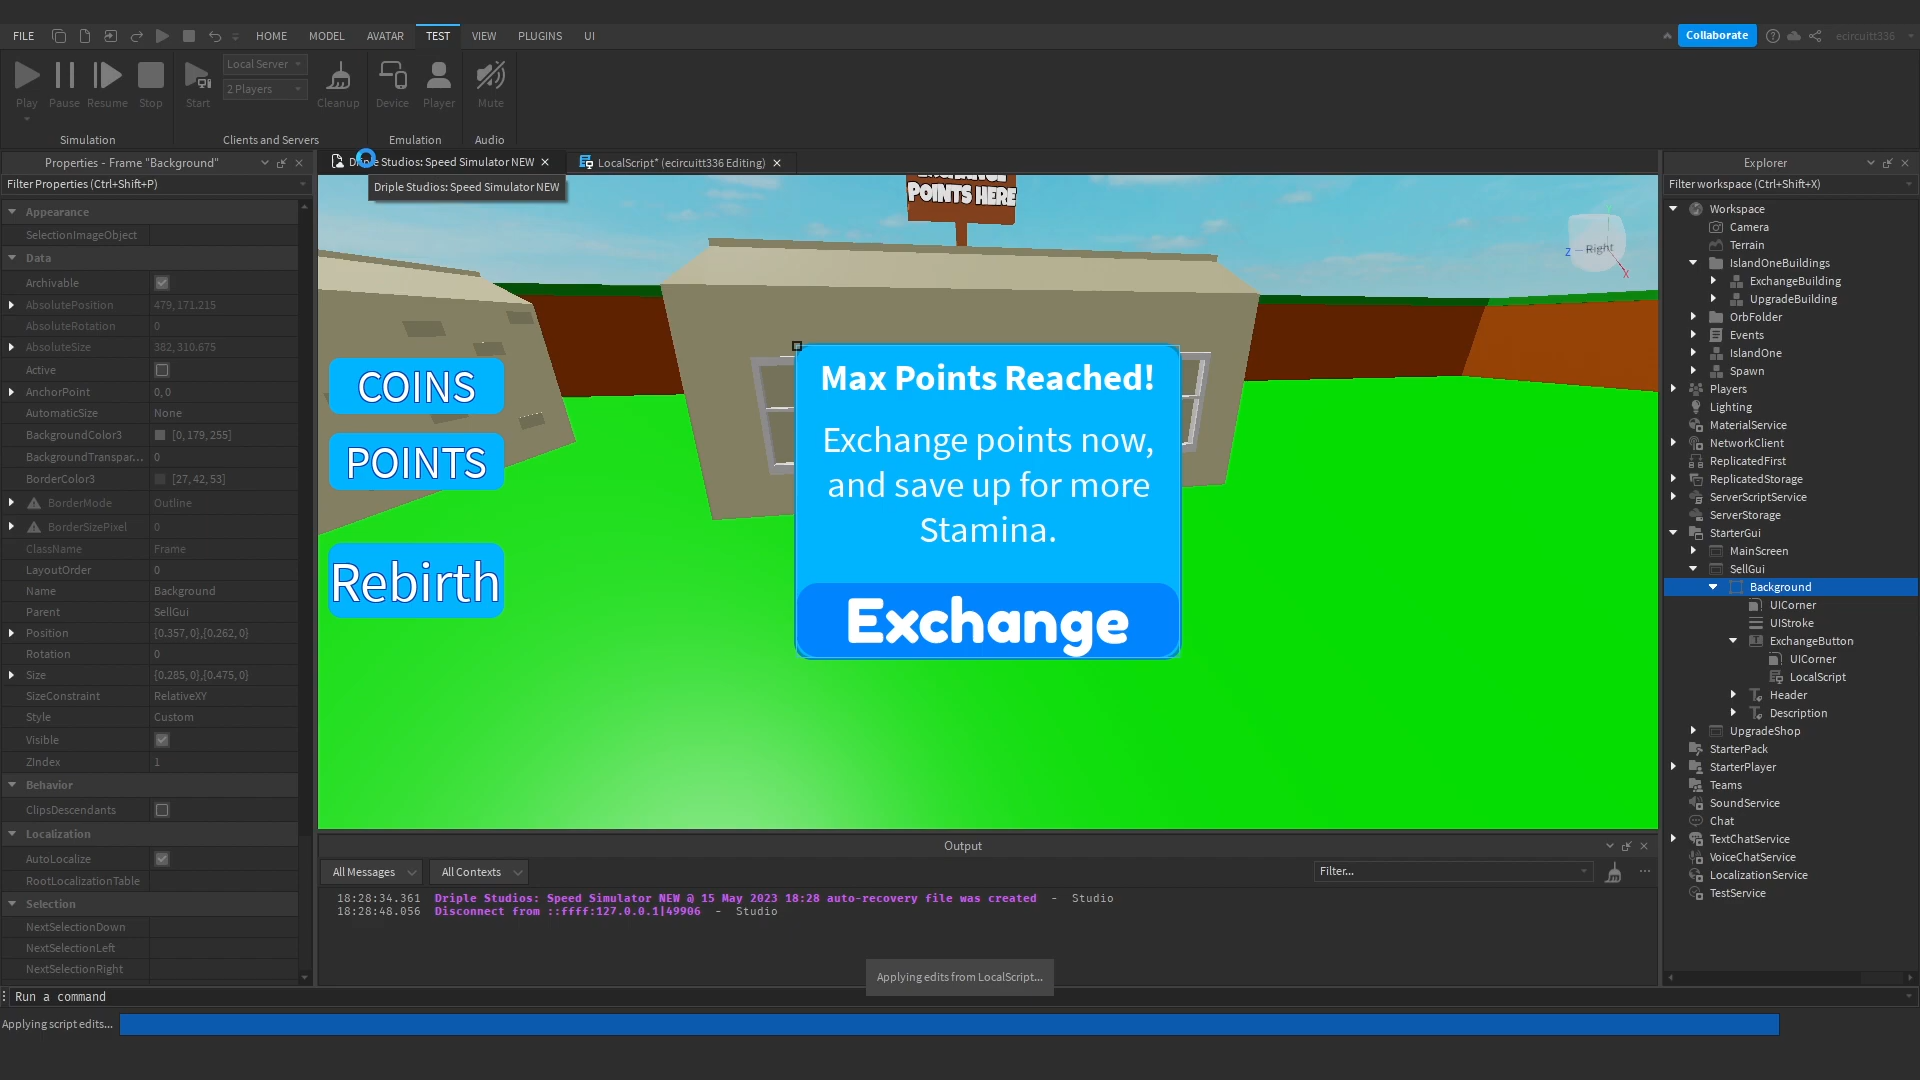 FILE HOME MODEL AVATAR TEST VIEW PLUGINS UI Collaborate ecircuitt336
Play Pause Resume Stop Start Local Server 2 Players Cleanup Device Player Mute
Simulation Clients and Servers Emulation Audio
Properties - Frame "Background"
Filter Properties (Ctrl+Shift+P)
Appearance
SelectionImageObject
Data
Archivable
AbsolutePosition 479, 171.215
AbsoluteRotation 0
AbsoluteSize 382, 310.675
Active
AnchorPoint 0, 0
AutomaticSize None
BackgroundColor3 [0, 179, 255]
BackgroundTranspar... 0
BorderColor3 [27, 42, 53]
BorderMode Outline
BorderSizePixel 0
ClassName Frame
LayoutOrder 0
Name Background
Parent SellGui
Position {0.357, 0},{0.262, 0}
Rotation 0
Size {0.285, 0},{0.475, 0}
SizeConstraint RelativeXY
Style Custom
Visible
ZIndex 1
Behavior
ClipsDescendants
Localization
AutoLocalize
RootLocalizationTable
Selection
NextSelectionDown
NextSelectionLeft
NextSelectionRight
Studios: Speed Simulator NEW
LocalScript* (ecircuitt336 Editing)
Driple Studios: Speed Simulator NEW
POINTS HERE
Z Right X
COINS
POINTS
Rebirth
Max Points Reached!
Exchange points now,
and save up for more
Stamina.
Exchange
Output
All Messages All Contexts Filter...
18:28:34.361 Driple Studios: Speed Simulator NEW @ 15 May 2023 18:28 auto-recovery file was created - Studio
18:28:48.056 Disconnect from ::ffff:127.0.0.1|49906 - Studio
Applying edits from LocalScript...
Explorer
Filter workspace (Ctrl+Shift+X)
Workspace
Camera
Terrain
IslandOneBuildings
ExchangeBuilding
UpgradeBuilding
OrbFolder
Events
IslandOne
Spawn
Players
Lighting
MaterialService
NetworkClient
ReplicatedFirst
ReplicatedStorage
ServerScriptService
ServerStorage
StarterGui
MainScreen
SellGui
Background
UICorner
UIStroke
ExchangeButton
UICorner
LocalScript
Header
Description
UpgradeShop
StarterPack
StarterPlayer
Teams
SoundService
Chat
TextChatService
VoiceChatService
LocalizationService
TestService
Run a command
Applying script edits...